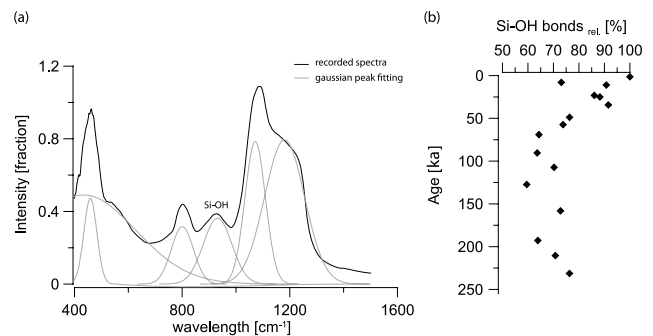 (a)
1.2
0.8
0.4
0
Intensity [fraction]
recorded spectra
gaussian peak fitting
Si-OH
400 800 1200 1600
wavelength [cm-1]
(b)
Si-OH bonds rel. [%]
50 60 70 80 90 100
0
50
100
150
200
250
Age [ka]